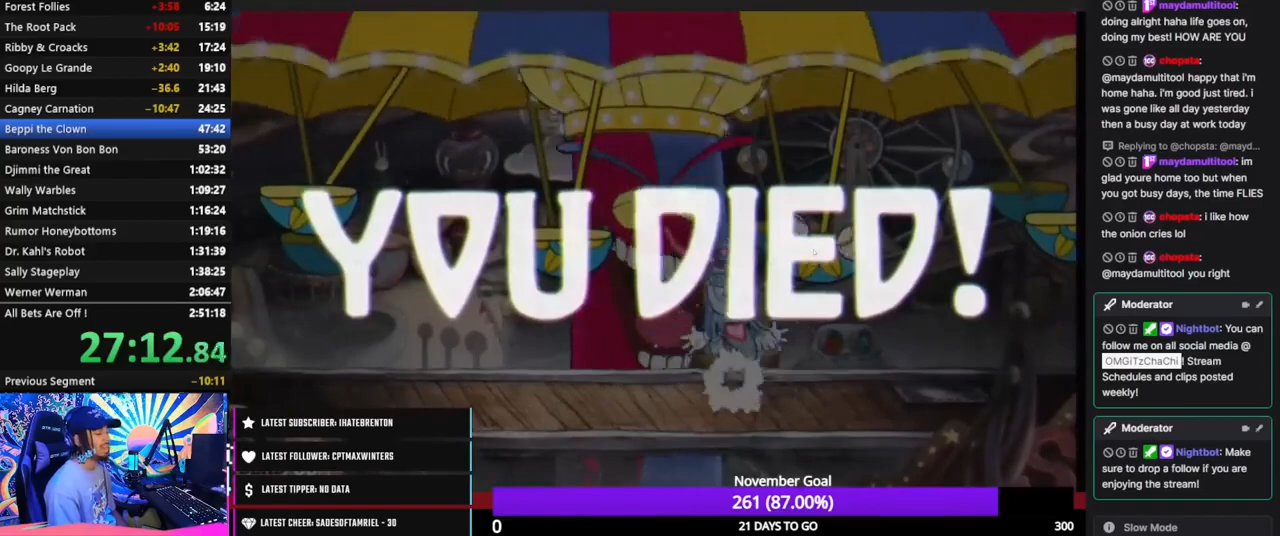 Forest Follies +3:58 6:24
The Root Pack +10:05 15:19
Ribby & Croacks +3:42 17:24
Goopy Le Grande +2:40 19:10
Hilda Berg −36.6 21:43
Cagney Carnation −10:47 24:25
Beppi the Clown 47:42
Baroness Von Bon Bon 53:20
Djimmi the Great 1:02:32
Wally Warbles 1:09:27
Grim Matchstick 1:16:24
Rumor Honeybottoms 1:19:16
Dr. Kahl's Robot 1:31:39
Sally Stageplay 1:38:25
Werner Werman 2:06:47
All Bets Are Off ! 2:51:18
27:12.84
Previous Segment −10:11
YOU DIED!
LATEST SUBSCRIBER: IHATEBRENTON
LATEST FOLLOWER: CPTMAXWINTERS
LATEST TIPPER: NO DATA
LATEST CHEER: SADESOFTAMRIEL - 30
November Goal
261 (87.00%)
0 21 DAYS TO GO 300
maydamultitool:
doing alright haha life goes on,
doing my best! HOW ARE YOU
chopsta:
@maydamultitool happy that i'm
home haha. i'm good just tired. i
was gone like all day yesterday
then a busy day at work today
Replying to @chopsta: @mayd...
maydamultitool: im
glad youre home too but when
you got busy days, the time FLIES
chopsta: i like how
the onion cries lol
chopsta:
@maydamultitool you right
Moderator
Nightbot: You can
follow me on all social media @
OMGiTzChaChi! Stream
Schedules and clips posted
weekly!
Moderator
Nightbot: Make
sure to drop a follow if you are
enjoying the stream!
Slow Mode